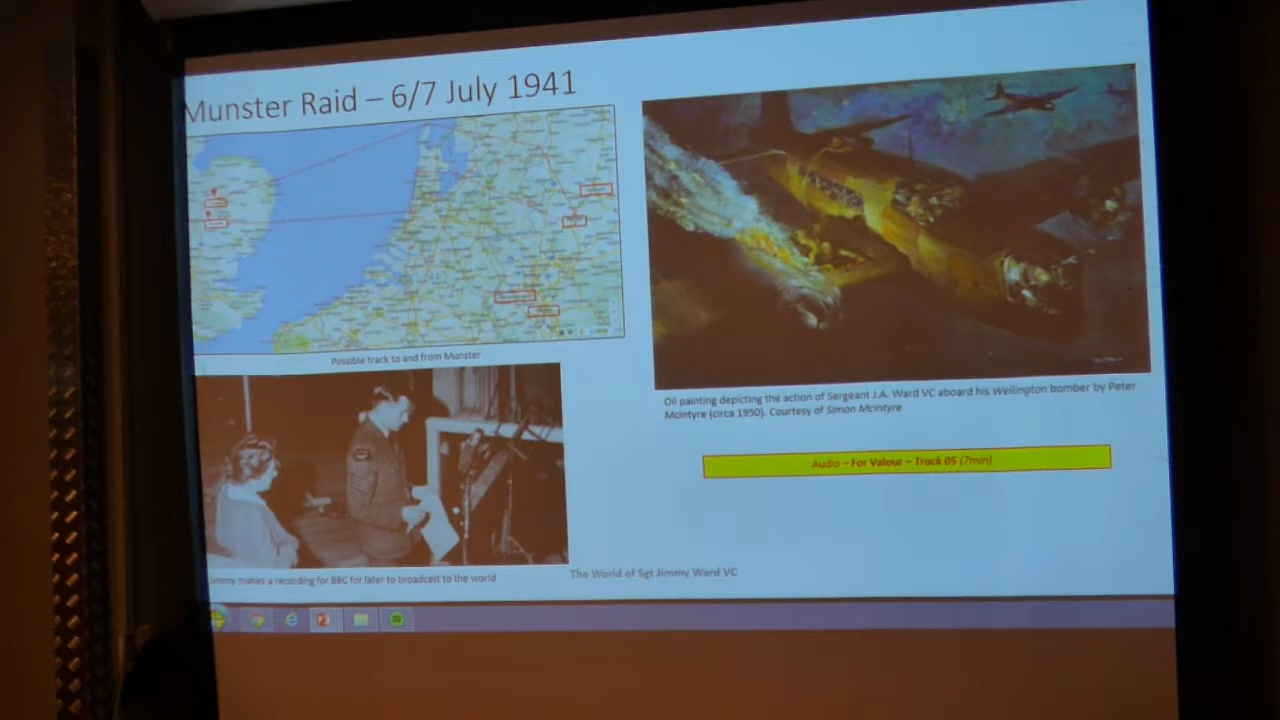 Munster Raid – 6/7 July 1941
Possible track to and from Munster
Oil painting depicting the action of Sergeant J.A. Ward VC aboard his Wellington bomber by Peter
McIntyre (circa 1950). Courtesy of Simon McIntyre
Audio – For Valour – Track 05 (7min)
Jimmy makes a recording for BBC for later to broadcast to the world
The World of Sgt Jimmy Ward VC